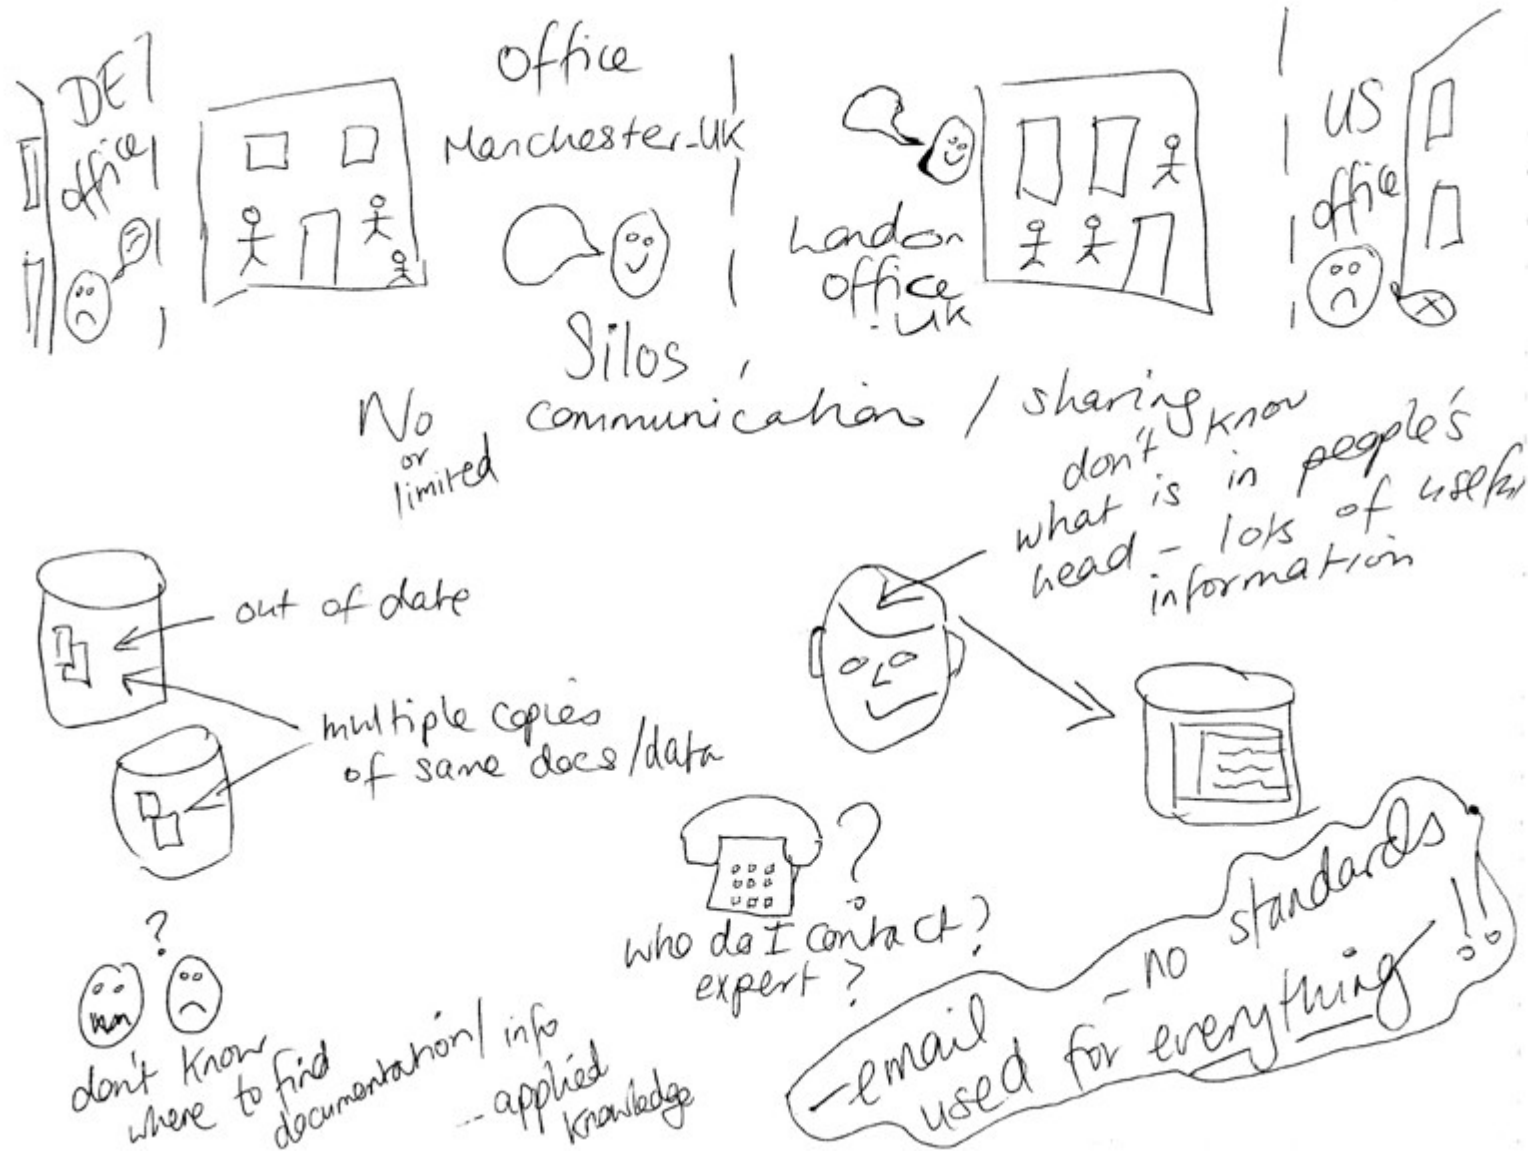 DE
office
Office
Manchester-UK
London
office
-UK
US
office
Silos
No
or
limited
communication / sharing
don't know
what is in people's
head - lots of useful
information
out of date
multiple copies
of same docs/data
?
?
who do I contact?
expert?
don't know
where to find
documentation/ info
... applied
knowledge
- no standards!!
-email
used for everything